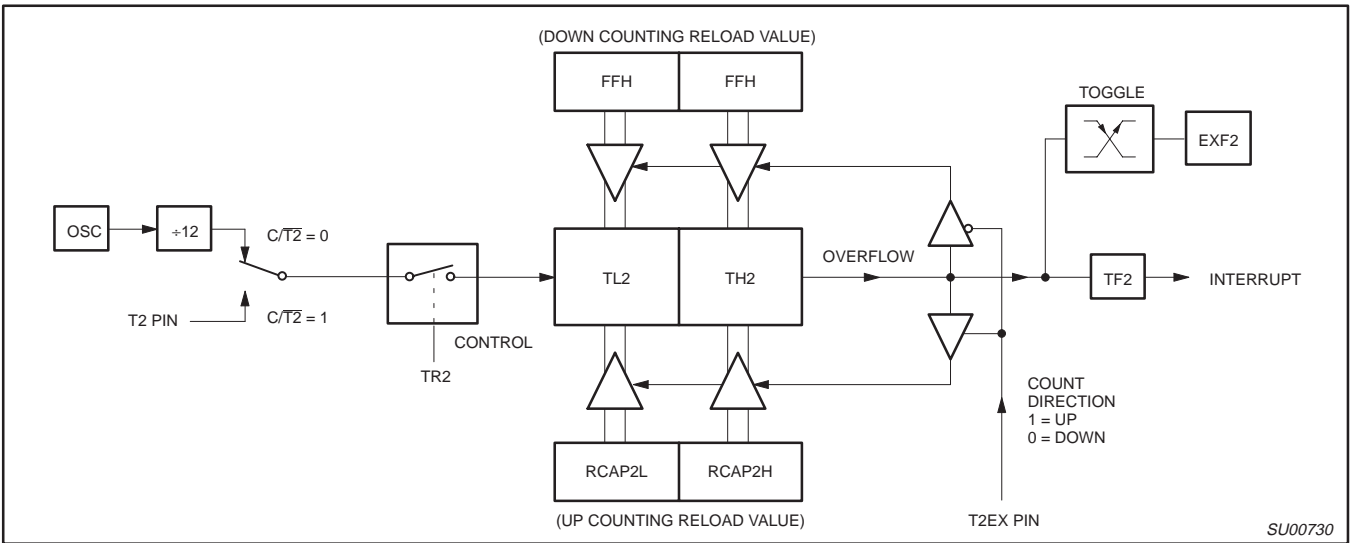 (DOWN COUNTING RELOAD VALUE)
FFH
FFH
TOGGLE
EXF2
OSC
÷12
C/T2̅ = 0
T2 PIN
C/T2̅ = 1
CONTROL
TR2
TL2
TH2
OVERFLOW
TF2
INTERRUPT
COUNT
DIRECTION
1 = UP
0 = DOWN
RCAP2L
RCAP2H
(UP COUNTING RELOAD VALUE)
T2EX PIN
SU00730